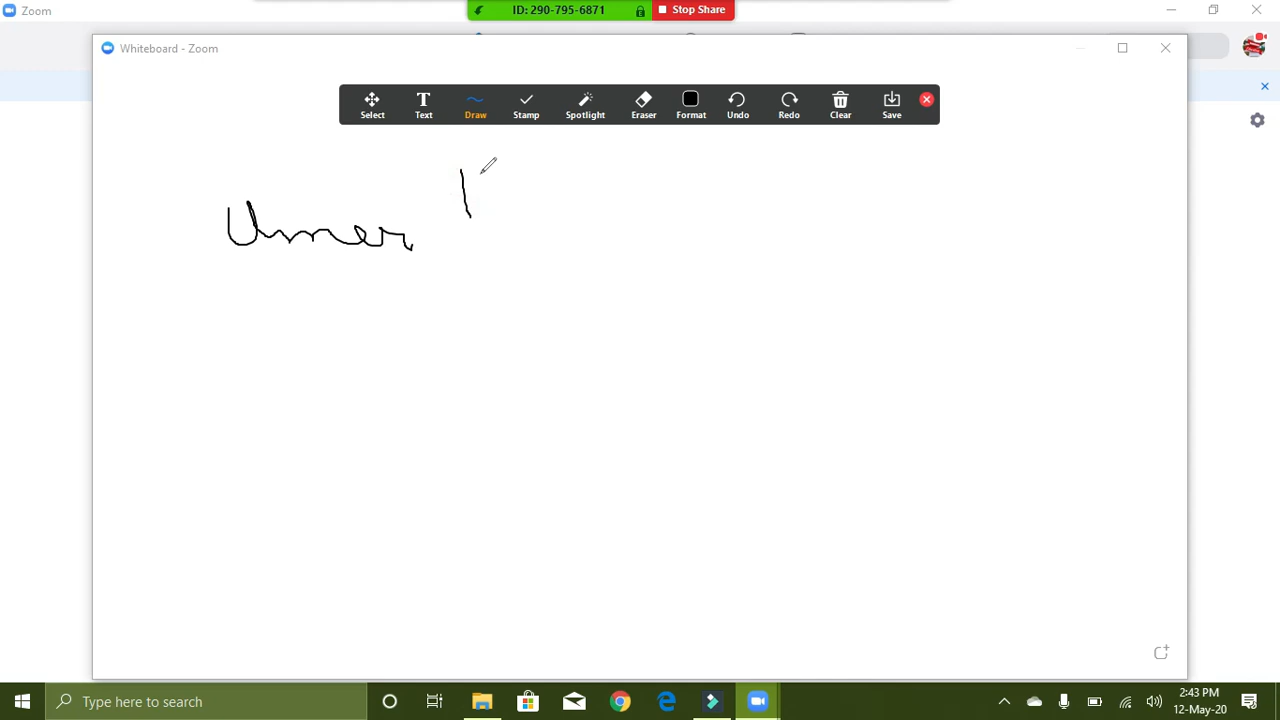 Zoom
ID: 290-795-6871 Stop Share
Whiteboard - Zoom
Select Text Draw Stamp Spotlight Eraser Format Undo Redo Clear Save
Umer
Type here to search
2:43 PM
12-May-20